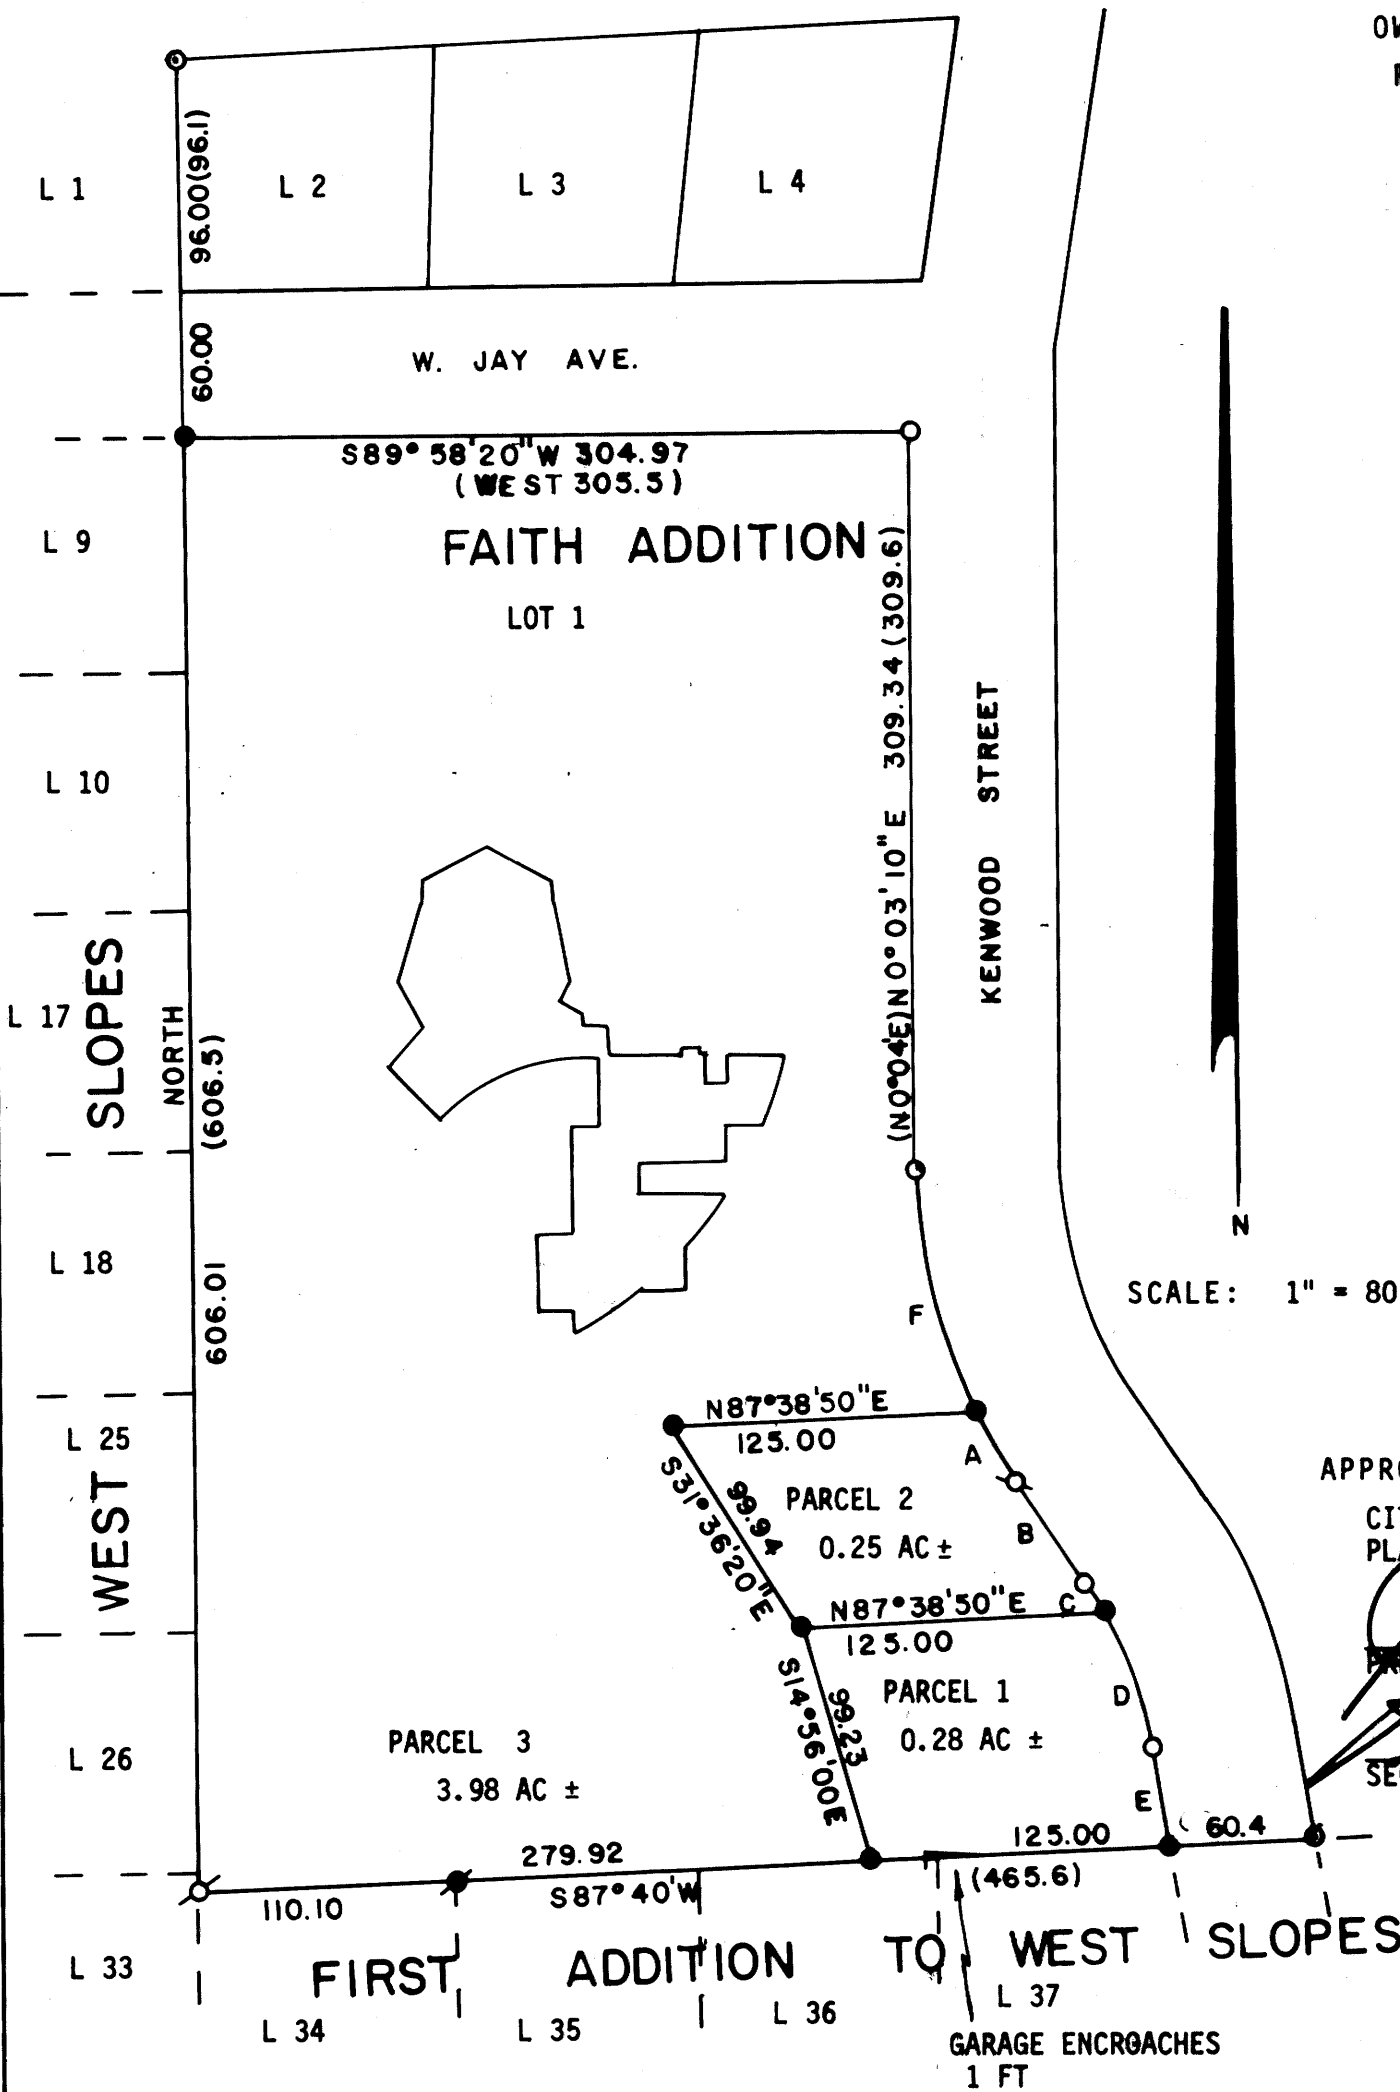 OW
96.00(96.1)
L 1
L 2
L 3
L 4
60.00
W. JAY AVE.
S89° 58'20"W 304.97
(WEST 305.5)
L 9
FAITH ADDITION
LOT 1
(N0°04'E)N0°03'10"E 309.34 (309.6)
KENWOOD STREET
L 10
L 17
WEST SLOPES
NORTH
(606.5)
606.01
L 18
N
F
SCALE: 1" = 80
N87°38'50"E
125.00
L 25
A
S31°36'20"E
99.94
PARCEL 2
0.25 AC ±
B
APPRO
CIT
PLA
N87°38'50"E
C
125.00
S14°56'00E
99.23
PARCEL 1
0.28 AC ±
D
PARCEL 3
3.98 AC ±
L 26
E
SEC
279.92
125.00
60.4
110.10
S87°40'W
(465.6)
L 33
FIRST ADDITION TO WEST SLOPES
L 34
L 35
L 36
L 37
GARAGE ENCROACHES
1 FT